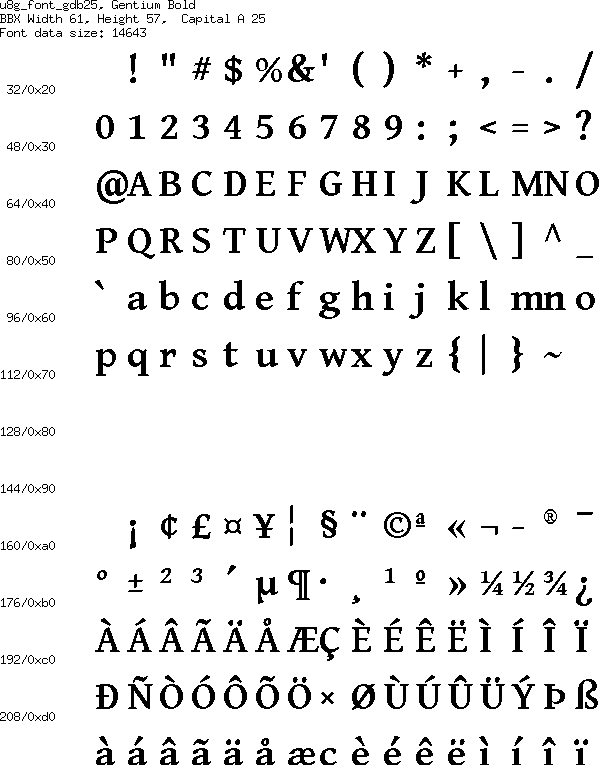 u8g_font_gdb25, Gentium Bold
BBX Width 61, Height 57,  Capital A 25
Font data size: 14643
32/0x20 ! " # $ % & ' ( ) * + , - . /
48/0x30 0 1 2 3 4 5 6 7 8 9 : ; < = > ?
64/0x40 @ A B C D E F G H I J K L M N O
80/0x50 P Q R S T U V W X Y Z [ \ ] ^ _
96/0x60 ` a b c d e f g h i j k l m n o
112/0x70 p q r s t u v w x y z { | } ~
128/0x80
144/0x90
160/0xa0 ¡ ¢ £ ¤ ¥ ¦ § ¨ © ª « ¬ - ® ¯
176/0xb0 º ± ² ³ ´ µ ¶ · ¸ ¹ º » ¼ ½ ¾ ¿
192/0xc0 À Á Â Ã Ä Å Æ Ç È É Ê Ë Ì Í Î Ï
208/0xd0 Ð Ñ Ò Ó Ô Õ Ö × Ø Ù Ú Û Ü Ý Þ ß
à á â ã ä å æ ç è é ê ë ì í î ï